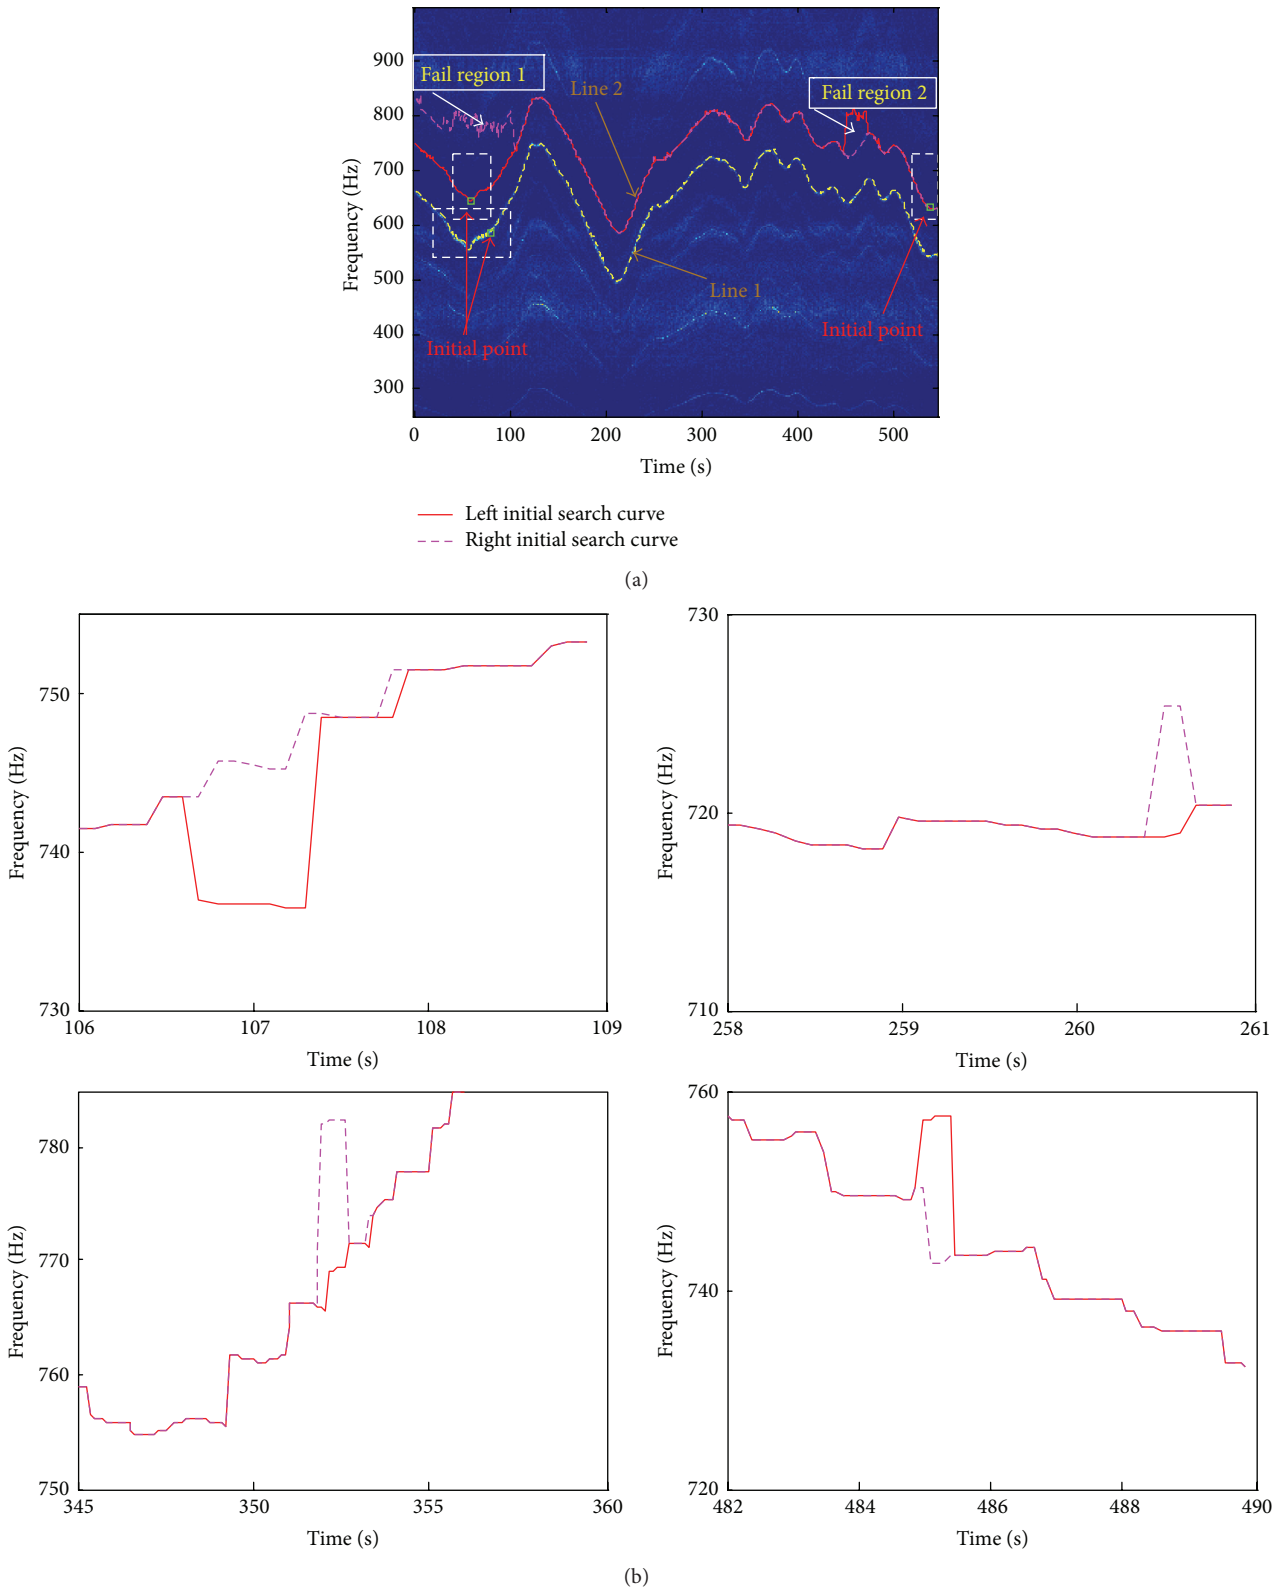 900
800
700
600
500
400
300
Frequency (Hz)
Fail region 1
Line 2
Fail region 2
Line 1
Initial point
Initial point
0 100 200 300 400 500
Time (s)
Left initial search curve
Right initial search curve
(a)
750
740
730
Frequency (Hz)
106 107 108 109
Time (s)
730
720
710
Frequency (Hz)
258 259 260 261
Time (s)
780
770
760
750
Frequency (Hz)
345 350 355 360
Time (s)
760
740
720
Frequency (Hz)
482 484 486 488 490
Time (s)
(b)